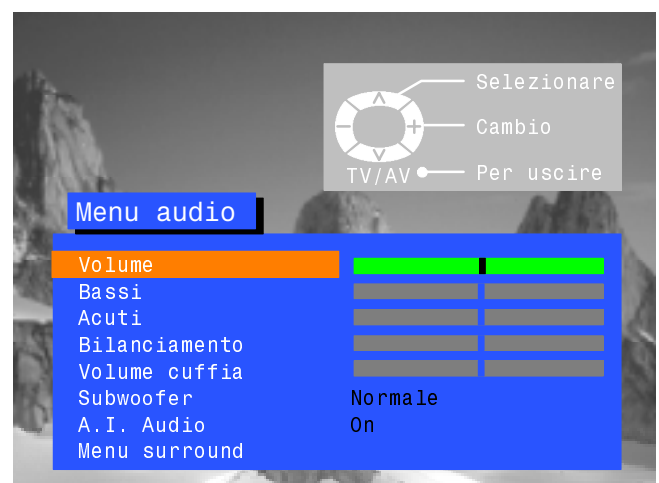 Selezionare
Cambio
TV/AV Per uscire
Menu audio
Volume
Bassi
Acuti
Bilanciamento
Volume cuffia
Subwoofer Normale
A.I. Audio On
Menu surround